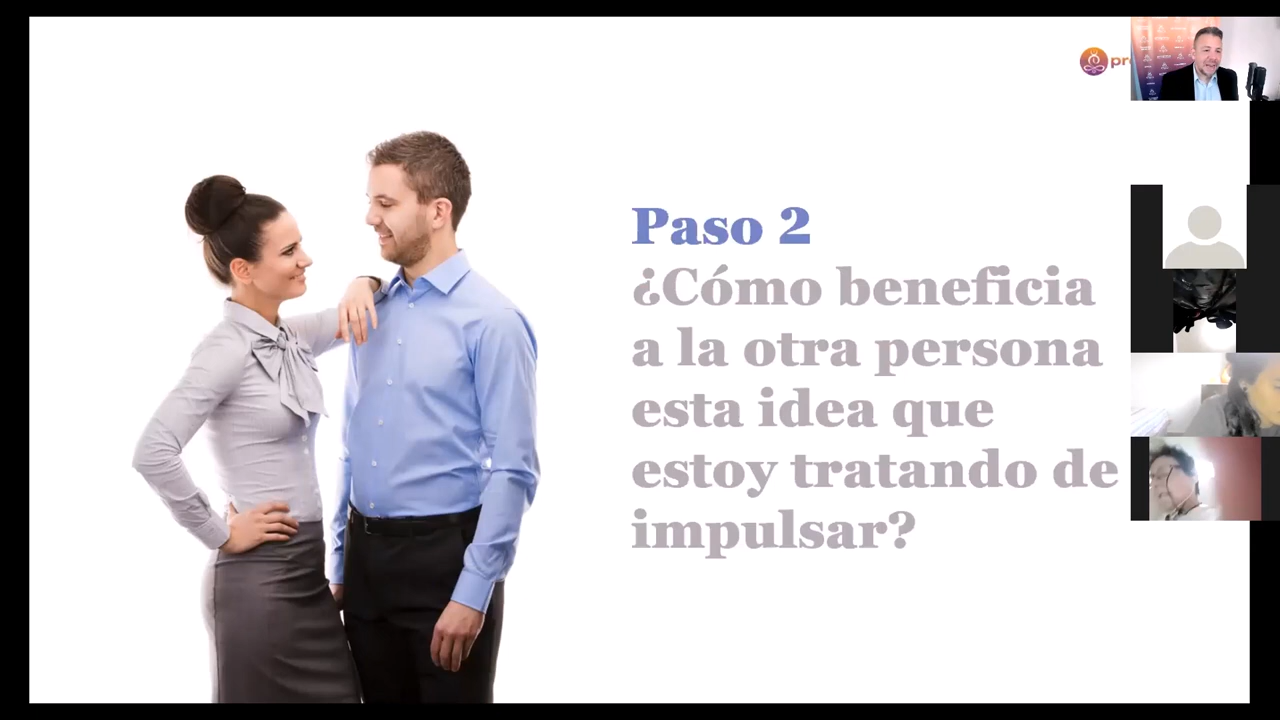 Paso 2
¿Cómo beneficia
a la otra persona
esta idea que
estoy tratando de
impulsar?